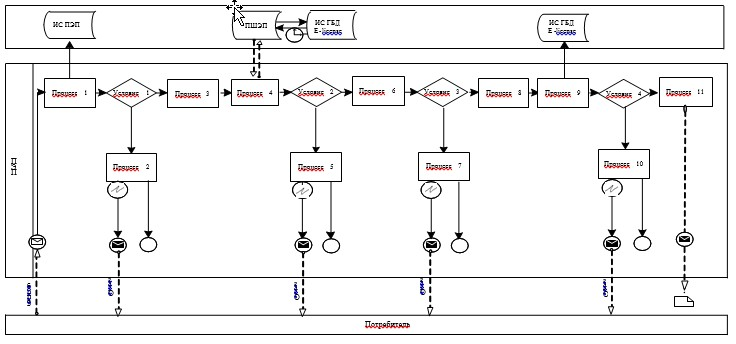 ИС ПЭП
ПШЭП
ИС ГБД
ИС ГБД
Процесс 1
Условие 1
Процесс 3
Процесс 4
Условие 2
Процесс 6
Условие 3
Процесс 8
Процесс 9
Условие 4
Процесс 11
Процесс 2
Процесс 5
Процесс 7
Процесс 10
Потребитель